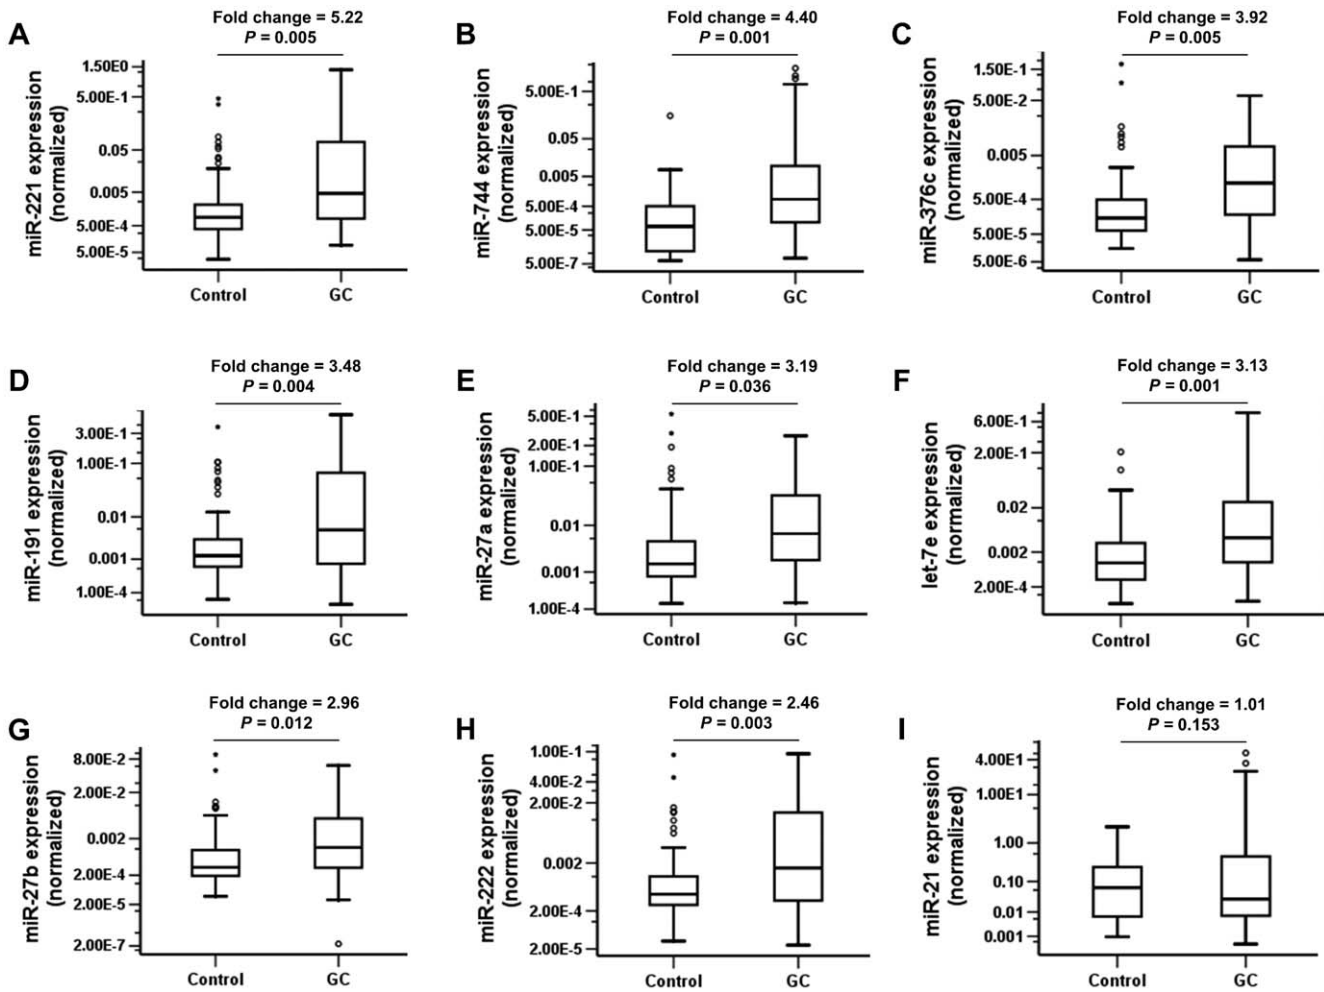 A
Fold change = 5.22
P = 0.005
miR-221 expression
(normalized)
1.50E0
5.00E-1
0.05
0.005
5.00E-4
5.00E-5
Control GC
B
Fold change = 4.40
P = 0.001
miR-744 expression
(normalized)
5.00E-1
0.05
0.005
5.00E-4
5.00E-5
5.00E-7
Control GC
C
Fold change = 3.92
P = 0.005
miR-376c expression
(normalized)
1.50E-1
5.00E-2
0.005
5.00E-4
5.00E-5
5.00E-6
Control GC
D
Fold change = 3.48
P = 0.004
miR-191 expression
(normalized)
3.00E-1
1.00E-1
0.01
0.001
1.00E-4
Control GC
E
Fold change = 3.19
P = 0.036
miR-27a expression
(normalized)
5.00E-1
2.00E-1
1.00E-1
0.01
0.001
1.00E-4
Control GC
F
Fold change = 3.13
P = 0.001
let-7e expression
(normalized)
6.00E-1
2.00E-1
0.02
0.002
2.00E-4
Control GC
G
Fold change = 2.96
P = 0.012
miR-27b expression
(normalized)
8.00E-2
2.00E-2
0.002
2.00E-4
2.00E-5
2.00E-7
Control GC
H
Fold change = 2.46
P = 0.003
miR-222 expression
(normalized)
1.00E-1
4.00E-2
2.00E-2
0.002
2.00E-4
2.00E-5
Control GC
I
Fold change = 1.01
P = 0.153
miR-21 expression
(normalized)
4.00E1
1.00E1
1.00
0.10
0.01
0.001
Control GC